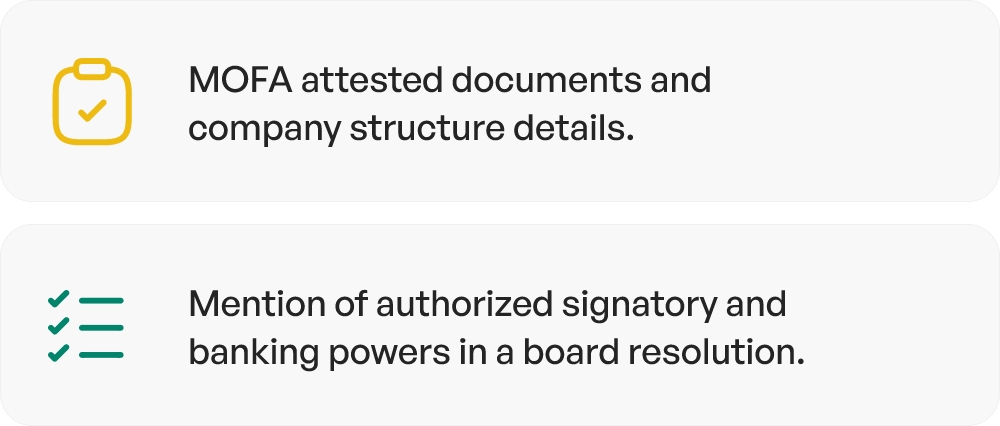 MOFA attested documents and
company structure details.
Mention of authorized signatory and
banking powers in a board resolution.